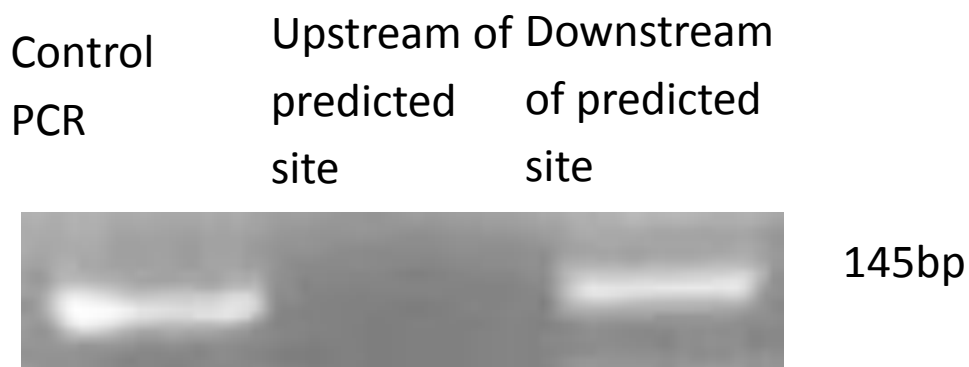 Control
PCR
Upstream of
predicted
site
Downstream
of predicted
site
145bp